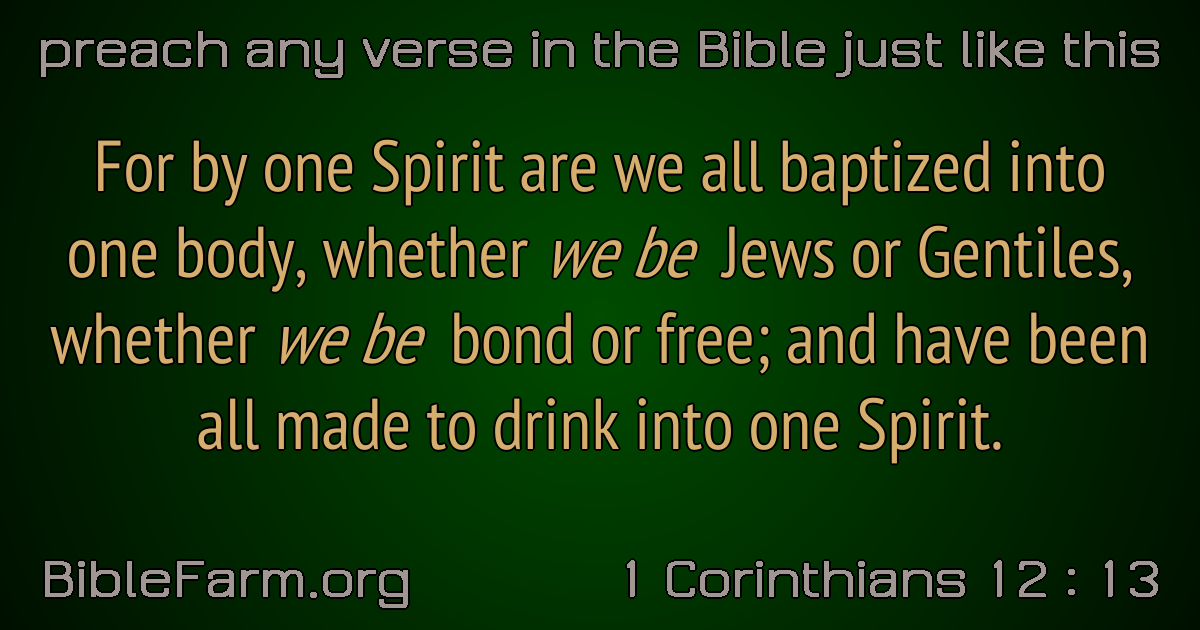 preach any verse in the Bible just like this
For by one Spirit are we all baptized into
one body, whether we be Jews or Gentiles,
whether we be bond or free; and have been
all made to drink into one Spirit.
BibleFarm.org 1 Corinthians 12 : 13